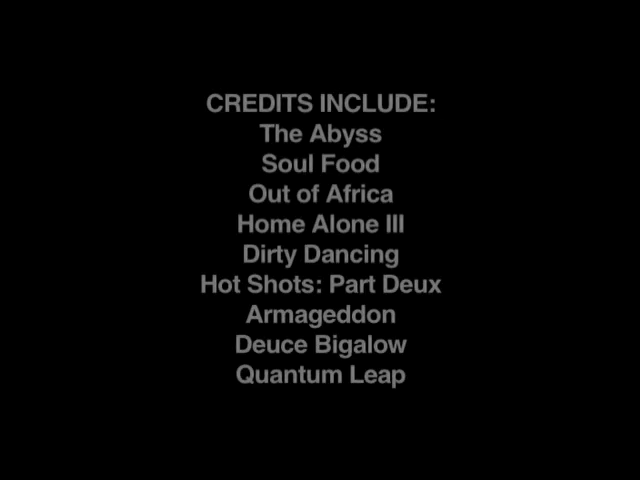 CREDITS INCLUDE:
The Abyss
Soul Food
Out of Africa
Home Alone III
Dirty Dancing
Hot Shots: Part Deux
Armageddon
Deuce Bigalow
Quantum Leap